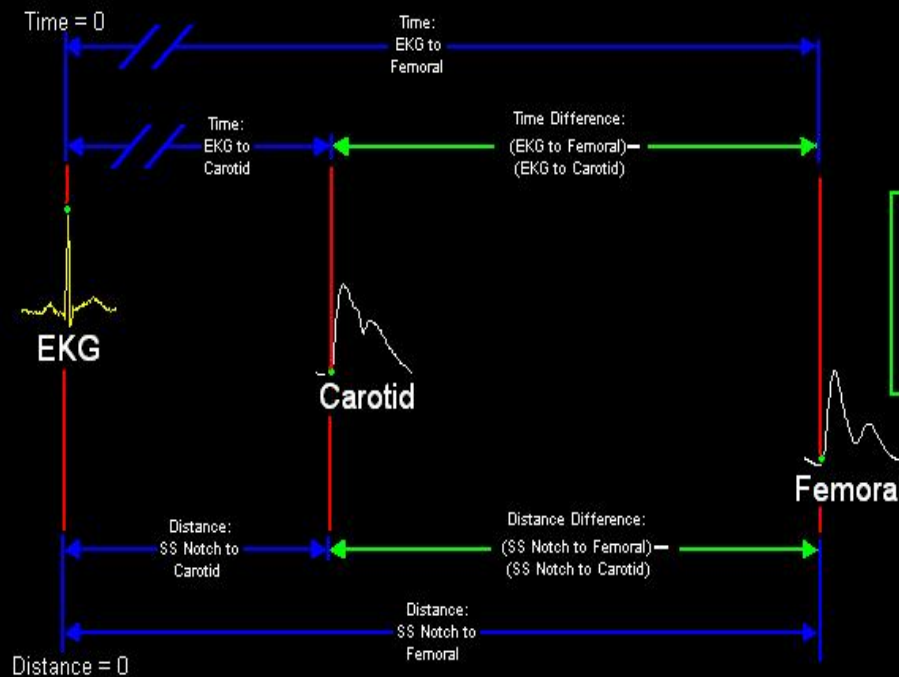 Time = 0
Time:
EKG to
Femoral
Time:
EKG to
Carotid
Time Difference:
(EKG to Femoral)–
(EKG to Carotid)
EKG
Carotid
Femora
Distance:
SS Notch to
Carotid
Distance Difference:
(SS Notch to Femoral)–
(SS Notch to Carotid)
Distance:
SS Notch to
Femoral
Distance = 0